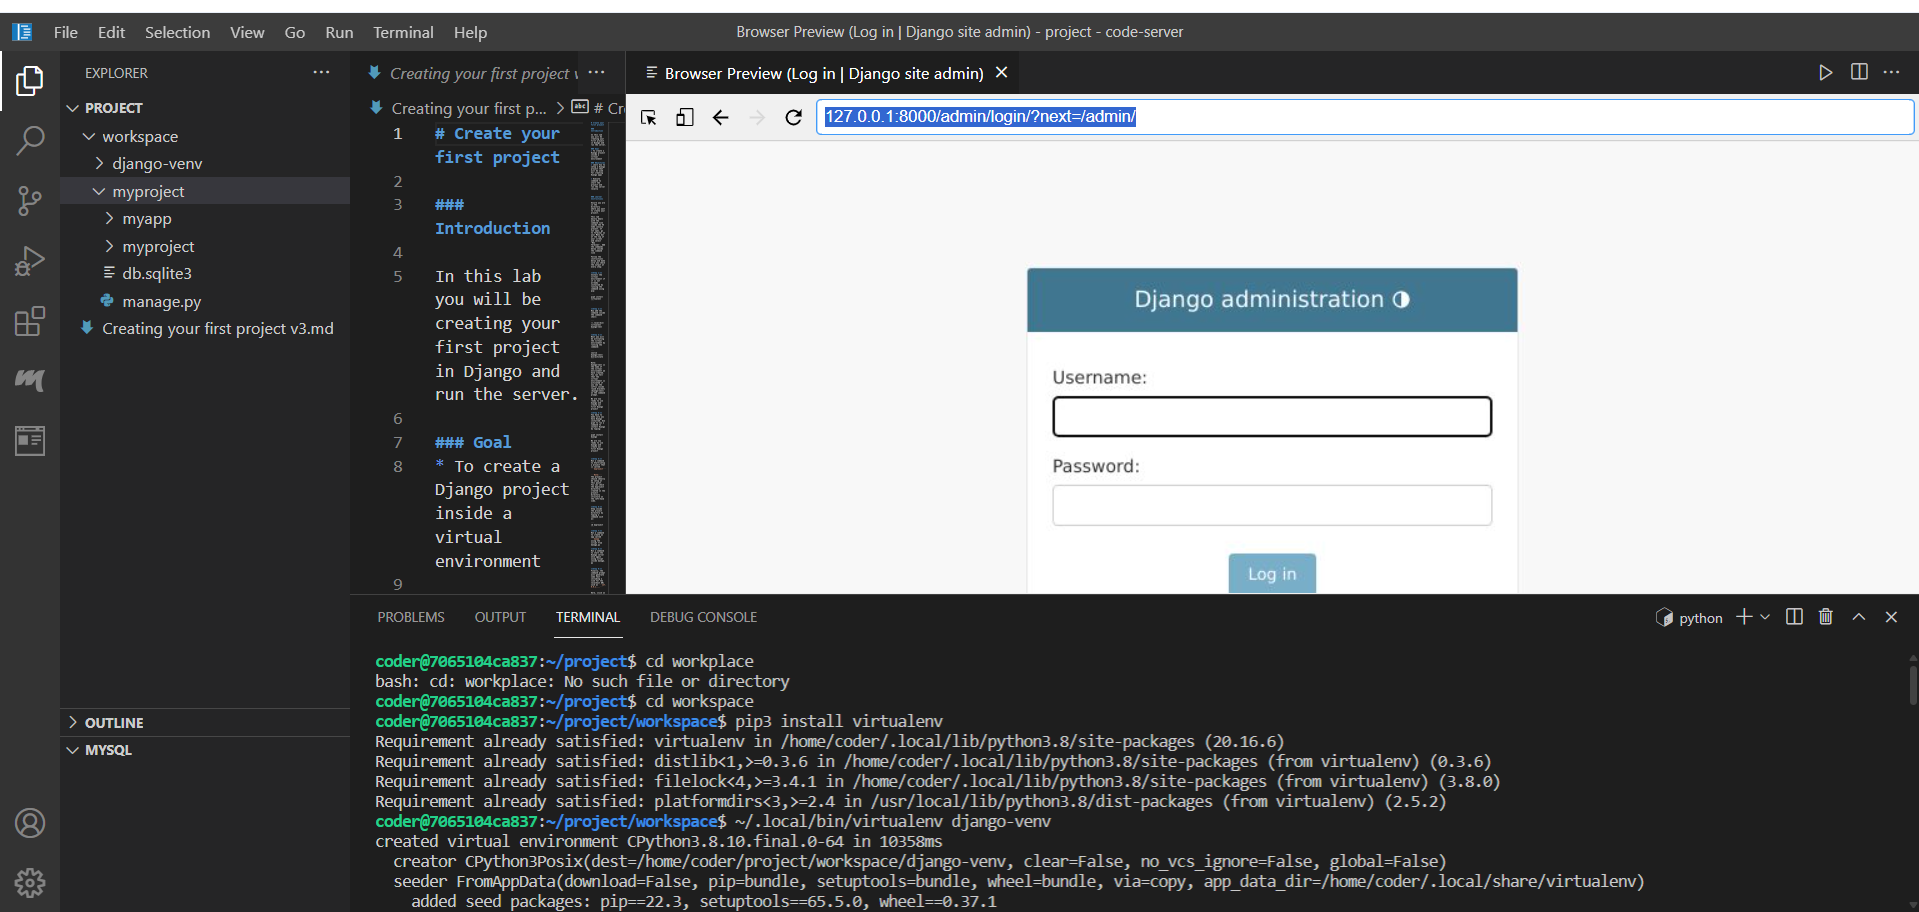 File Edit Selection View Go Run Terminal Help
Browser Preview (Log in | Django site admin) - project - code-server
EXPLORER
PROJECT
workspace
django-venv
myproject
myapp
myproject
db.sqlite3
manage.py
Creating your first project v3.md
OUTLINE
MYSQL
Creating your first project v
Creating your first p... > # Cr
1 # Create your
first project
2
3 ###
Introduction
4
5 In this lab
you will be
creating your
first project
in Django and
run the server.
6
7 ### Goal
8 * To create a
Django project
inside a
virtual
environment
9
Browser Preview (Log in | Django site admin)
127.0.0.1:8000/admin/login/?next=/admin/
Django administration
Username:
Password:
Log in
PROBLEMS OUTPUT TERMINAL DEBUG CONSOLE
python
coder@7065104ca837:~/project$ cd workplace
bash: cd: workplace: No such file or directory
coder@7065104ca837:~/project$ cd workspace
coder@7065104ca837:~/project/workspace$ pip3 install virtualenv
Requirement already satisfied: virtualenv in /home/coder/.local/lib/python3.8/site-packages (20.16.6)
Requirement already satisfied: distlib<1,>=0.3.6 in /home/coder/.local/lib/python3.8/site-packages (from virtualenv) (0.3.6)
Requirement already satisfied: filelock<4,>=3.4.1 in /home/coder/.local/lib/python3.8/site-packages (from virtualenv) (3.8.0)
Requirement already satisfied: platformdirs<3,>=2.4 in /usr/local/lib/python3.8/dist-packages (from virtualenv) (2.5.2)
coder@7065104ca837:~/project/workspace$ ~/.local/bin/virtualenv django-venv
created virtual environment CPython3.8.10.final.0-64 in 10358ms
creator CPython3Posix(dest=/home/coder/project/workspace/django-venv, clear=False, no_vcs_ignore=False, global=False)
seeder FromAppData(download=False, pip=bundle, setuptools=bundle, wheel=bundle, via=copy, app_data_dir=/home/coder/.local/share/virtualenv)
added seed packages: pip==22.3, setuptools==65.5.0, wheel==0.37.1